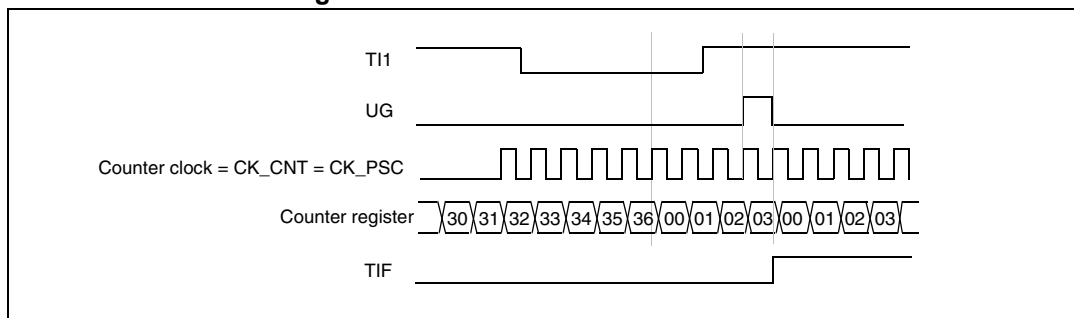 TI1
UG
Counter clock = CK_CNT = CK_PSC
Counter register 30 31 32 33 34 35 36 00 01 02 03 00 01 02 03
TIF